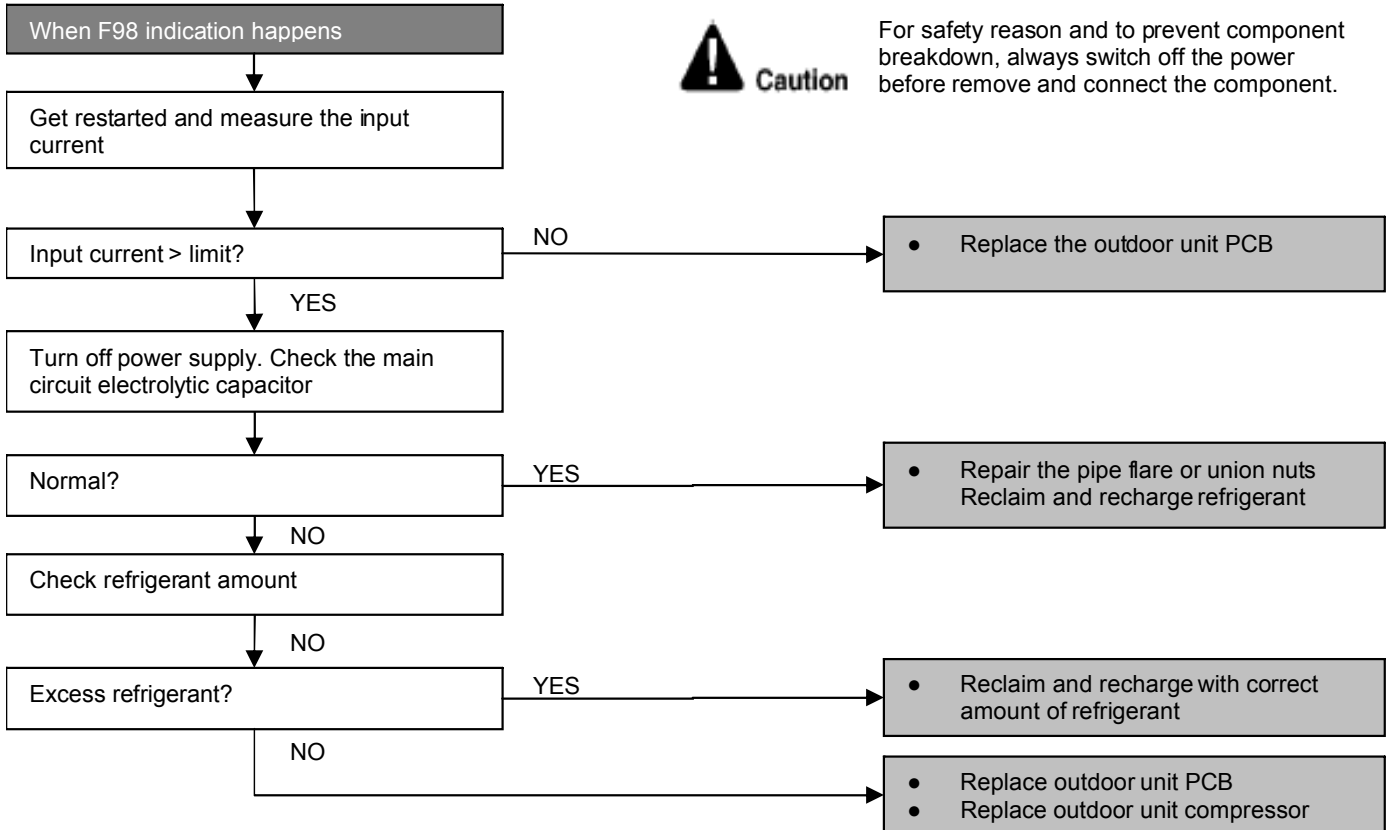 When F98 indication happens
Caution
For safety reason and to prevent component
breakdown, always switch off the power
before remove and connect the component.
Get restarted and measure the input
current
Input current > limit?
NO
● Replace the outdoor unit PCB
YES
Turn off power supply. Check the main
circuit electrolytic capacitor
Normal?
YES
● Repair the pipe flare or union nuts
Reclaim and recharge refrigerant
NO
Check refrigerant amount
NO
Excess refrigerant?
YES
● Reclaim and recharge with correct
amount of refrigerant
NO
● Replace outdoor unit PCB
● Replace outdoor unit compressor